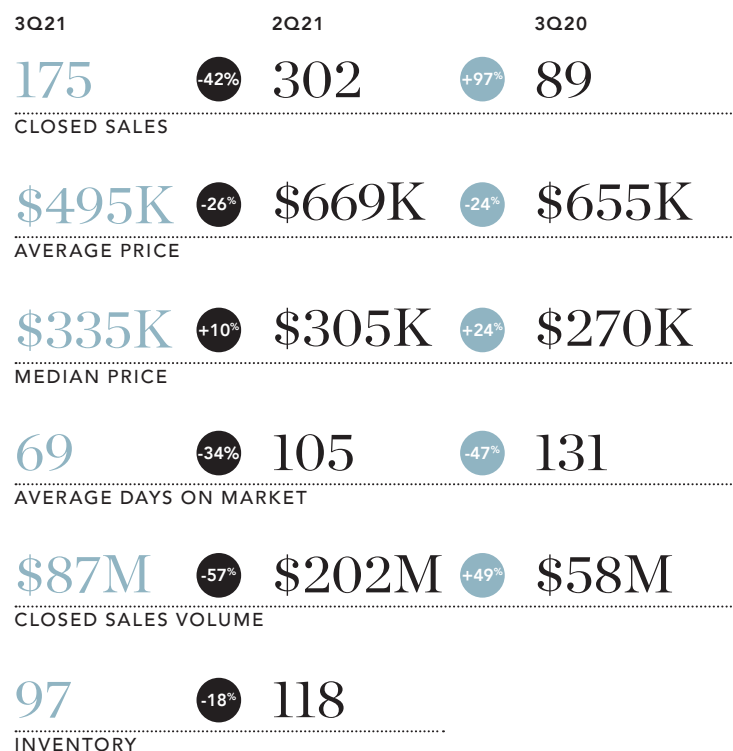 3Q21 2Q21 3Q20
175 -42% 302 +97% 89
CLOSED SALES
$495K -26% $669K -24% $655K
AVERAGE PRICE
$335K +10% $305K +24% $270K
MEDIAN PRICE
69 -34% 105 -47% 131
AVERAGE DAYS ON MARKET
$87M -57% $202M +49% $58M
CLOSED SALES VOLUME
97 -18% 118
INVENTORY